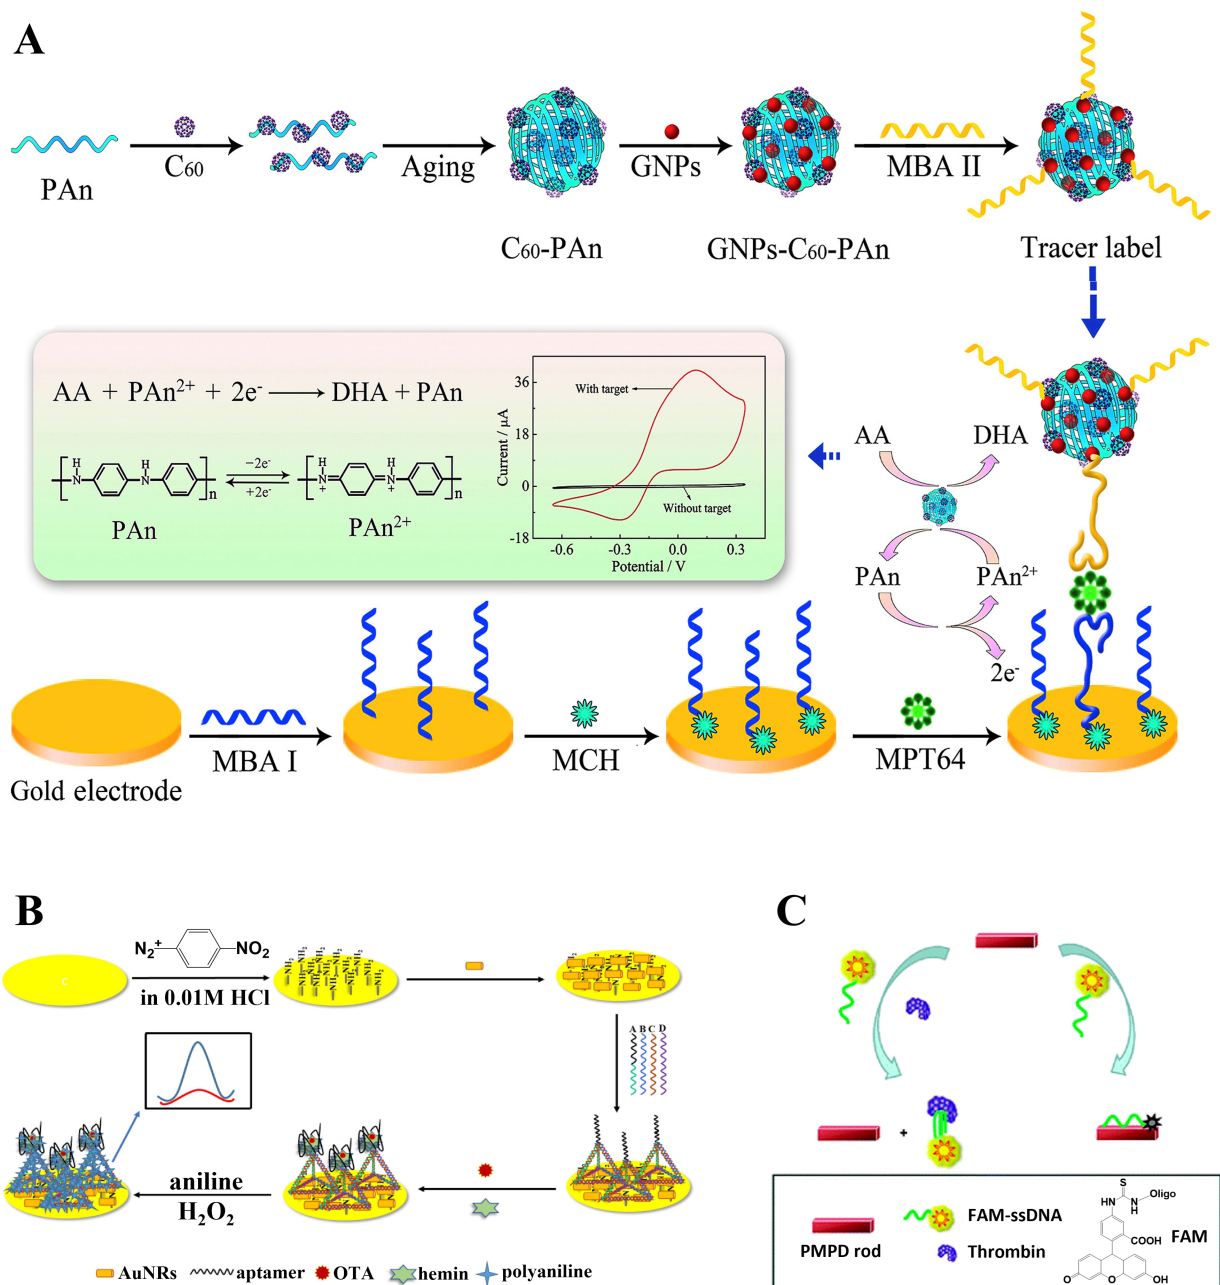 A
PAn
C60
Aging
GNPs
MBA II
C60-PAn
GNPs-C60-PAn
Tracer label
AA + PAn2+ + 2e- DHA + PAn
H
N
H
N
n
−2e-
+2e-
H
N
+
H
N
+
n
PAn
PAn2+
Current / μA
36
18
0
-18
With target
Without target
-0.6 -0.3 0.0 0.3
Potential / V
AA
DHA
PAn
PAn2+
2e-
MBA I
MCH
MPT64
Gold electrode
B
N2+
NO2
in 0.01M HCl
C
NH2
A B C D
aniline
H2O2
AuNRs aptamer OTA hemin polyaniline
C
+
PMPD rod
FAM-ssDNA
Thrombin
S
HN
N
H
Oligo
COOH
FAM
O
O
OH